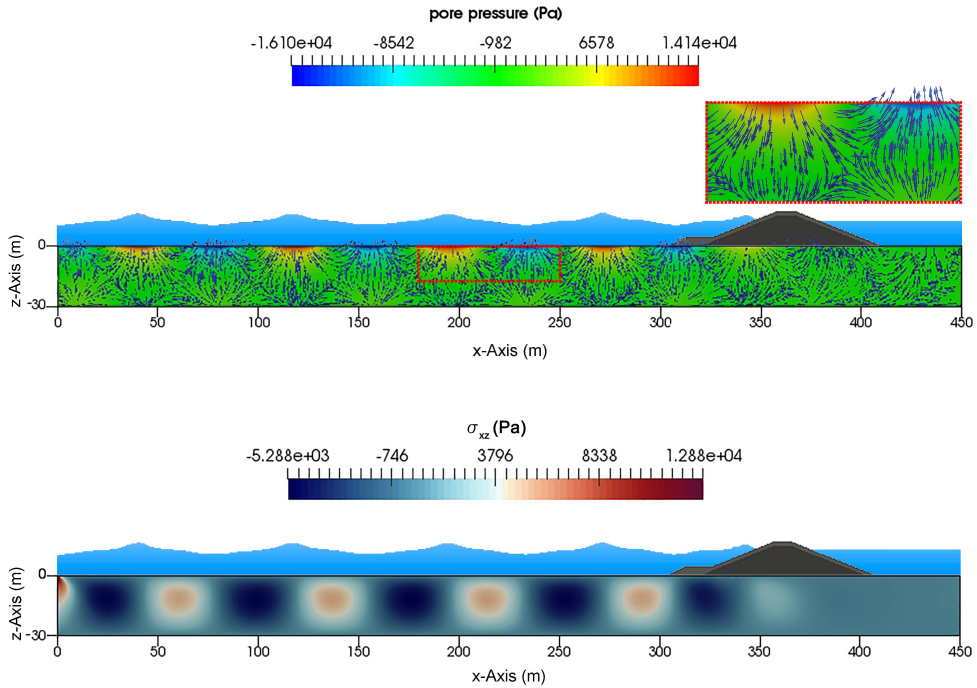 pore pressure (Pa)
-1.610e+04 -8542 -982 6578 1.414e+04
z-Axis (m)
0
-30
0 50 100 150 200 250 300 350 400 450
x-Axis (m)
σxz (Pa)
-5.288e+03 -746 3796 8338 1.288e+04
z-Axis (m)
0
-30
0 50 100 150 200 250 300 350 400 450
x-Axis (m)